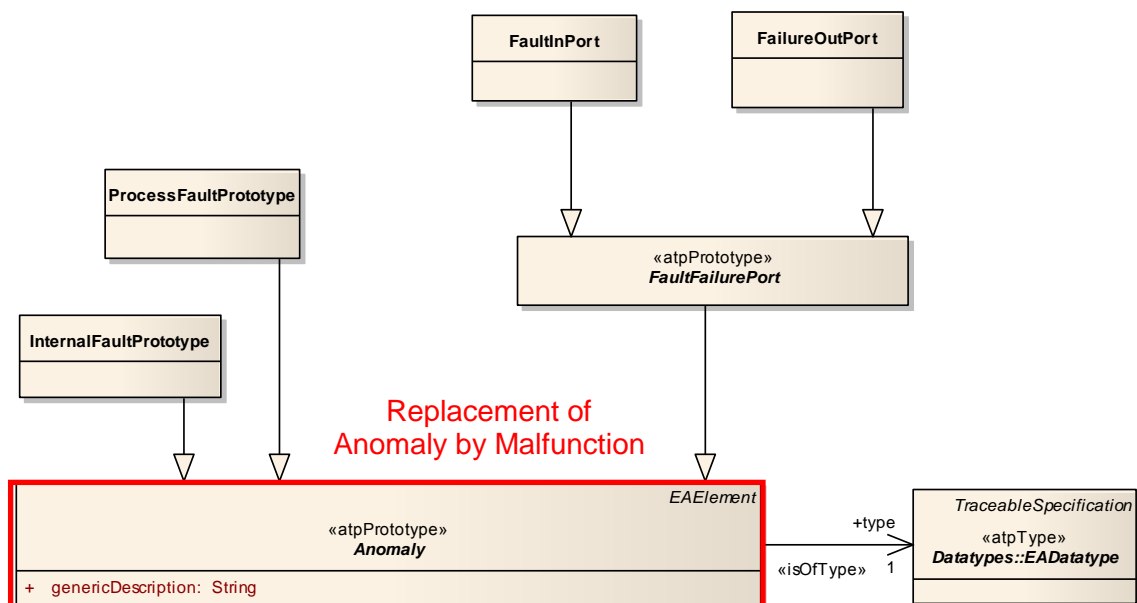 FaultInPort
FailureOutPort
ProcessFaultPrototype
«atpPrototype»
FaultFailurePort
InternalFaultPrototype
Replacement of
Anomaly by Malfunction
EAElement
«atpPrototype»
Anomaly
+ genericDescription: String
+type
«isOfType»
1
TraceableSpecification
«atpType»
Datatypes::EADatatype